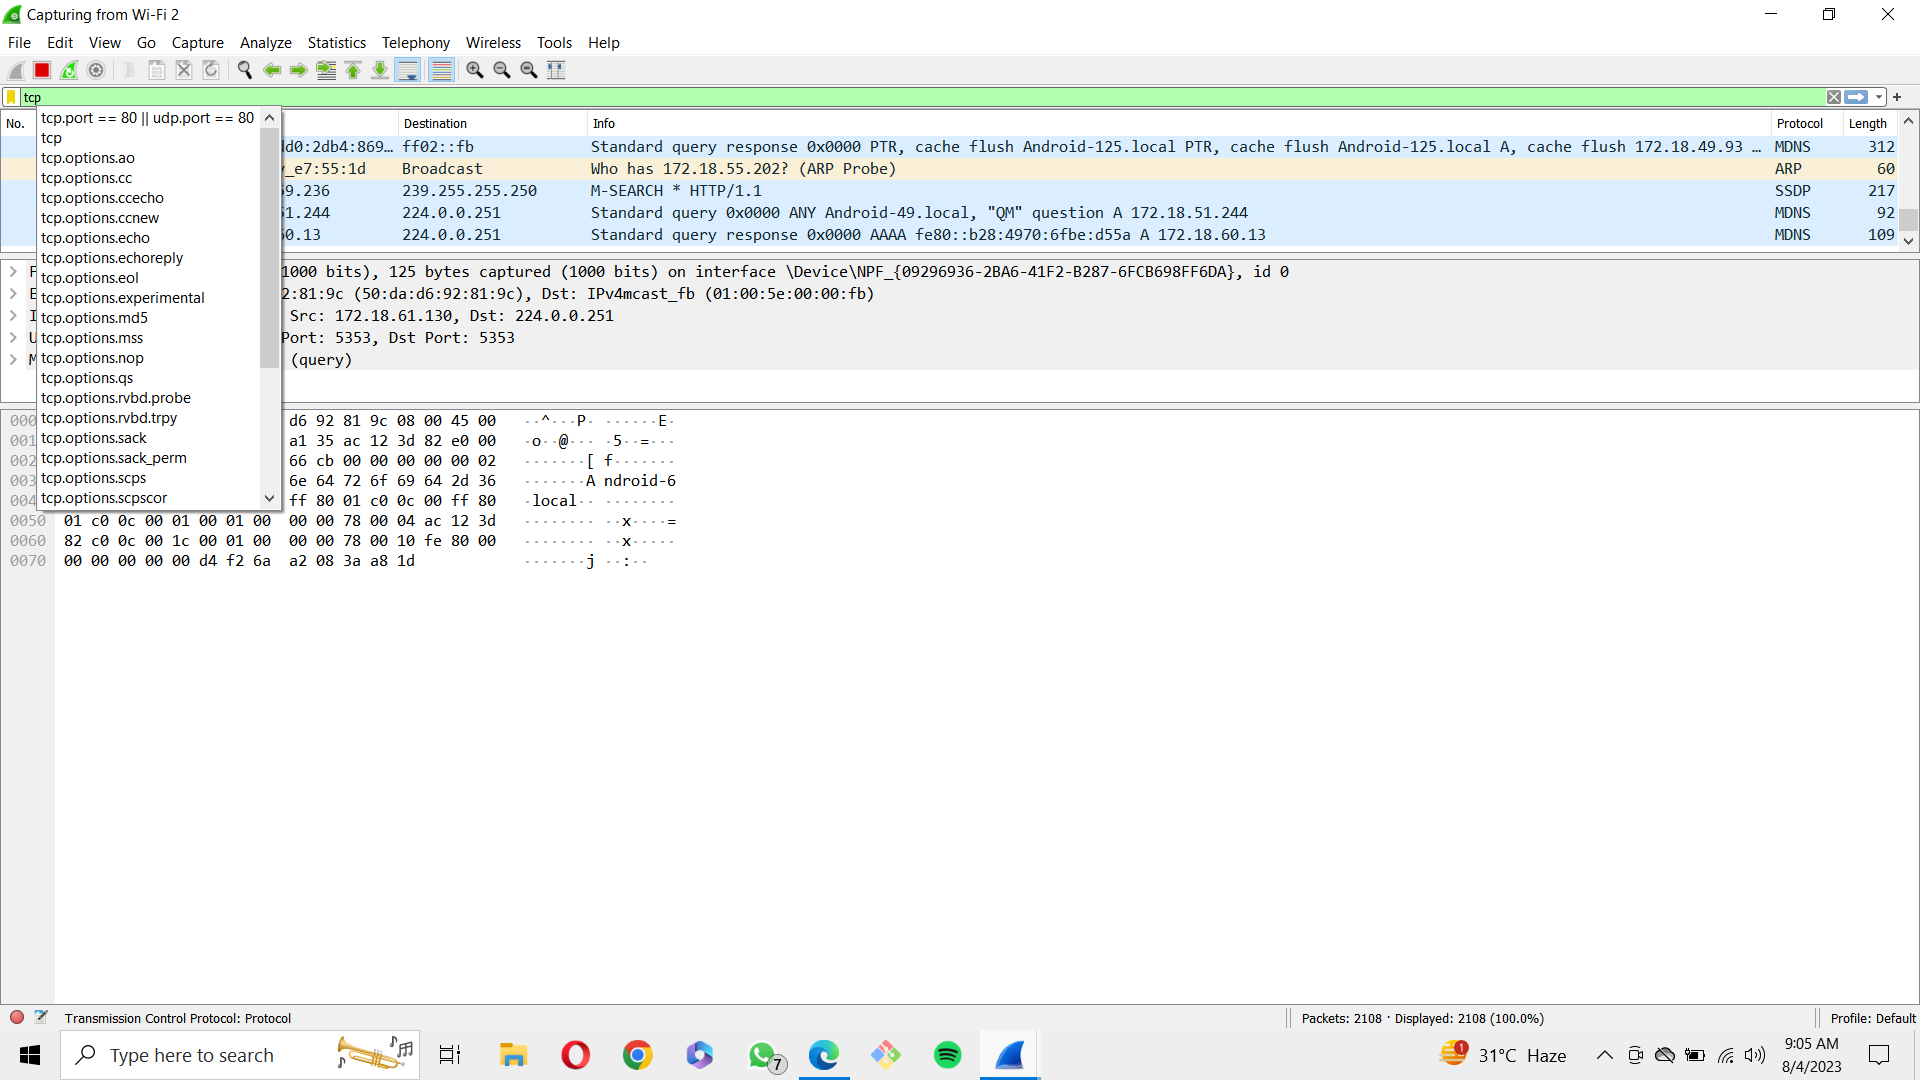 Capturing from Wi-Fi 2
File Edit View Go Capture Analyze Statistics Telephony Wireless Tools Help
tcp
No. Destination Info Protocol Length
tcp.port == 80 || udp.port == 80
tcp
tcp.options.ao
tcp.options.cc
tcp.options.ccecho
tcp.options.ccnew
tcp.options.echo
tcp.options.echoreply
tcp.options.eol
tcp.options.experimental
tcp.options.md5
tcp.options.mss
tcp.options.nop
tcp.options.qs
tcp.options.rvbd.probe
tcp.options.rvbd.trpy
tcp.options.sack
tcp.options.sack_perm
tcp.options.scps
tcp.options.scpscor
dd0:2db4:869… ff02::fb Standard query response 0x0000 PTR, cache flush Android-125.local PTR, cache flush Android-125.local A, cache flush 172.18.49.93 … MDNS 312
_e7:55:1d Broadcast Who has 172.18.55.202? (ARP Probe) ARP 60
9.236 239.255.255.250 M-SEARCH * HTTP/1.1 SSDP 217
51.244 224.0.0.251 Standard query 0x0000 ANY Android-49.local, "QM" question A 172.18.51.244 MDNS 92
0.13 224.0.0.251 Standard query response 0x0000 AAAA fe80::b28:4970:6fbe:d55a A 172.18.60.13 MDNS 109
1000 bits), 125 bytes captured (1000 bits) on interface \Device\NPF_{09296936-2BA6-41F2-B287-6FCB698FF6DA}, id 0
2:81:9c (50:da:d6:92:81:9c), Dst: IPv4mcast_fb (01:00:5e:00:00:fb)
Src: 172.18.61.130, Dst: 224.0.0.251
Port: 5353, Dst Port: 5353
(query)
000 d6 92 81 9c 08 00 45 00 ··^···P· ······E·
001 a1 35 ac 12 3d 82 e0 00 ·o··@··· ·5··=···
002 66 cb 00 00 00 00 00 02 ·······[ f·······
003 6e 64 72 6f 69 64 2d 36 ·······A ndroid-6
004 ff 80 01 c0 0c 00 ff 80 ·local·· ········
0050 01 c0 0c 00 01 00 01 00 00 00 78 00 04 ac 12 3d ········ ··x····=
0060 82 c0 0c 00 1c 00 01 00 00 00 78 00 10 fe 80 00 ········ ··x·····
0070 00 00 00 00 00 d4 f2 6a a2 08 3a a8 1d ·······j ··:··
Transmission Control Protocol: Protocol Packets: 2108 · Displayed: 2108 (100.0%) Profile: Default
Type here to search 7 1 31°C Haze 9:05 AM
8/4/2023